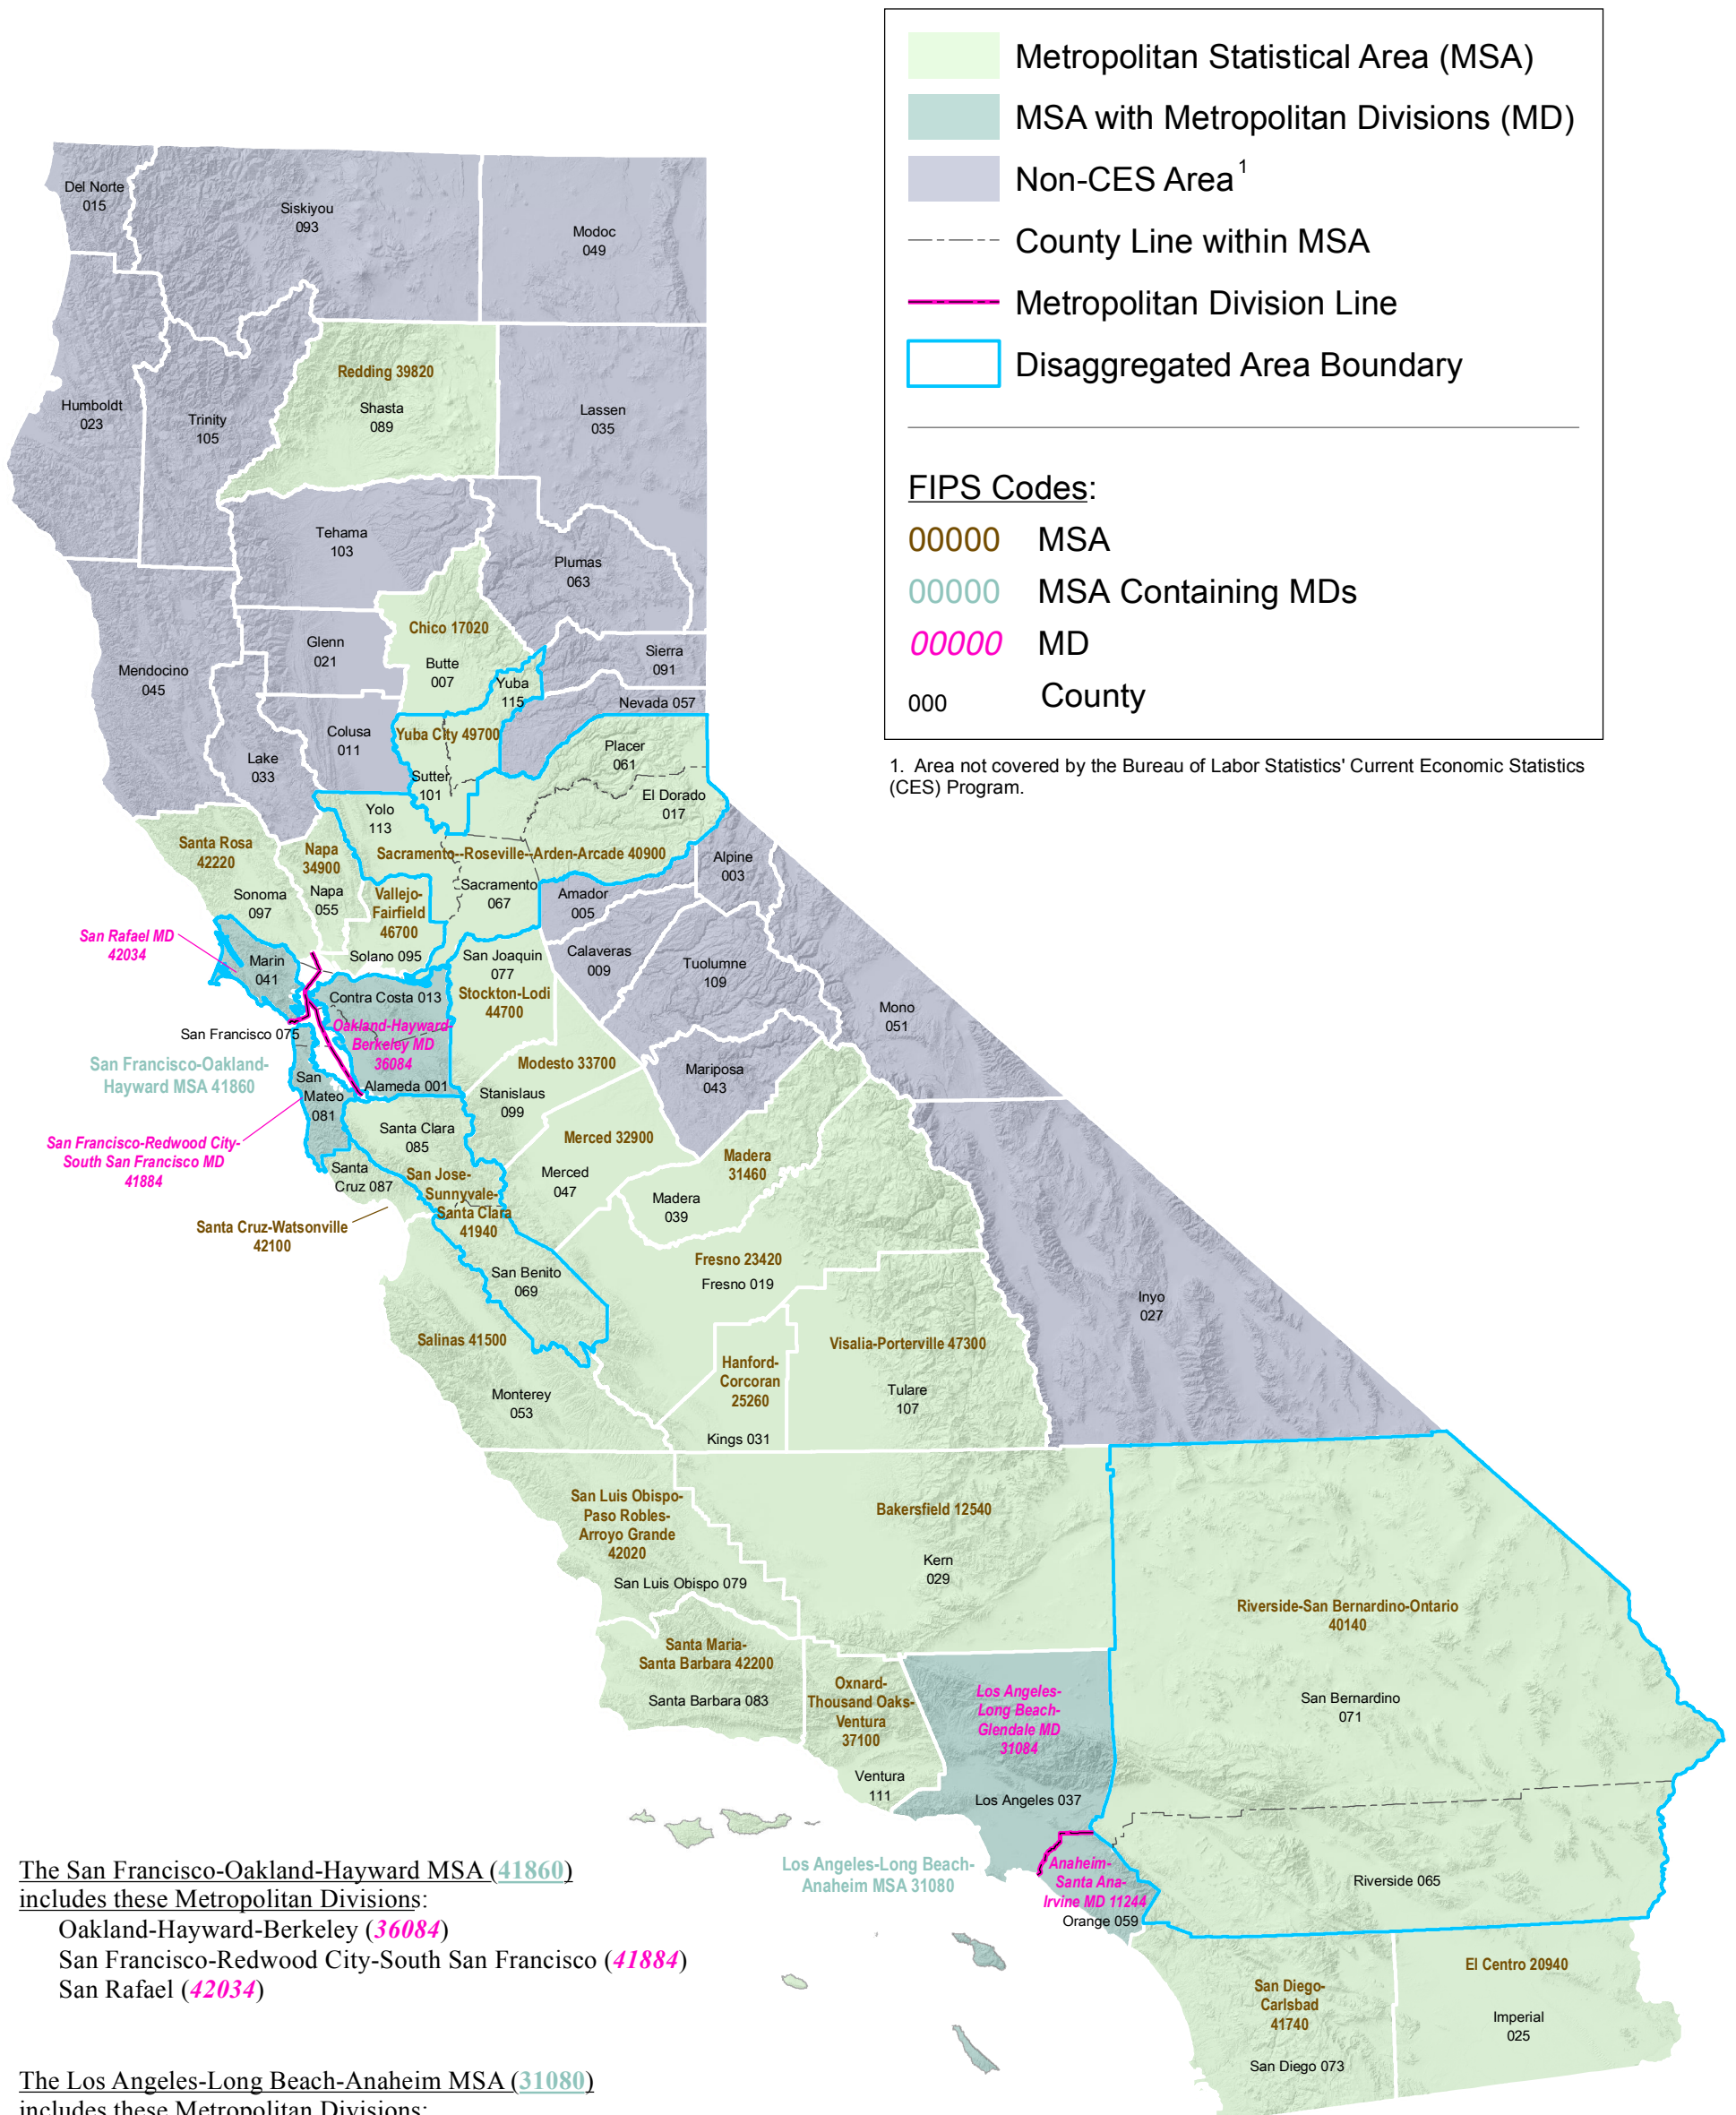 Metropolitan Statistical Area (MSA)
MSA with Metropolitan Divisions (MD)
Non-CES Area 1
County Line within MSA
Metropolitan Division Line
Disaggregated Area Boundary
FIPS Codes:
00000 MSA
00000 MSA Containing MDs
00000 MD
000 County
1. Area not covered by the Bureau of Labor Statistics' Current Economic Statistics
(CES) Program.
Del Norte
015
Siskiyou
093
Modoc
049
Humboldt
023
Trinity
105
Redding 39820
Shasta
089
Lassen
035
Tehama
103
Plumas
063
Mendocino
045
Glenn
021
Chico 17020
Butte
007
Yuba
115
Sierra
091
Nevada 057
Lake
033
Colusa
011
Yuba City 49700
Sutter
101
Placer
061
El Dorado
017
Yolo
113
Sacramento--Roseville--Arden-Arcade 40900
Sacramento
067
Santa Rosa
42220
Sonoma
097
Napa
34900
Napa
055
Vallejo-
Fairfield
46700
Solano 095
Alpine
003
Amador
005
Calaveras
009
Tuolumne
109
Mono
051
San Rafael MD
42034
Marin
041
Contra Costa 013
San Joaquin
077
Stockton-Lodi
44700
San Francisco 075
Oakland-Hayward-
Berkeley MD
36084
Alameda 001
San Francisco-Oakland-
Hayward MSA 41860
San
Mateo
081
San Francisco-Redwood City-
South San Francisco MD
41884
Modesto 33700
Stanislaus
099
Mariposa
043
Santa Clara
085
Santa
Cruz 087
San Jose-
Sunnyvale-
Santa Clara
41940
Santa Cruz-Watsonville
42100
Merced 32900
Merced
047
Madera
31460
Madera
039
San Benito
069
Fresno 23420
Fresno 019
Inyo
027
Salinas 41500
Monterey
053
Hanford-
Corcoran
25260
Kings 031
Visalia-Porterville 47300
Tulare
107
San Luis Obispo-
Paso Robles-
Arroyo Grande
42020
San Luis Obispo 079
Bakersfield 12540
Kern
029
Riverside-San Bernardino-Ontario
40140
San Bernardino
071
Santa Maria-
Santa Barbara 42200
Santa Barbara 083
Oxnard-
Thousand Oaks-
Ventura
37100
Ventura
111
Los Angeles-
Long Beach-
Glendale MD
31084
Los Angeles 037
Los Angeles-Long Beach-
Anaheim MSA 31080
Anaheim-
Santa Ana-
Irvine MD 11244
Orange 059
Riverside 065
San Diego-
Carlsbad
41740
San Diego 073
El Centro 20940
Imperial
025
The San Francisco-Oakland-Hayward MSA (41860)
includes these Metropolitan Divisions:
Oakland-Hayward-Berkeley (36084)
San Francisco-Redwood City-South San Francisco (41884)
San Rafael (42034)
The Los Angeles-Long Beach-Anaheim MSA (31080)
includes these Metropolitan Divisions: